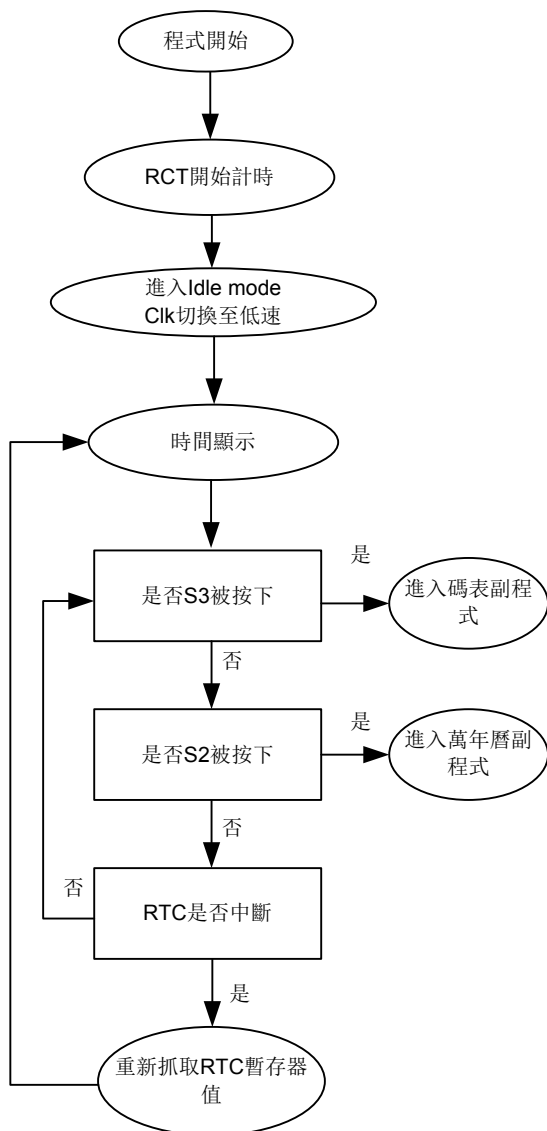 程式開始
RCT開始計時
進入Idle mode
Clk切換至低速
時間顯示
是否S3被按下
是
進入碼表副程
式
否
是否S2被按下
是
進入萬年曆副
程式
否
RTC是否中斷
否
是
重新抓取RTC暫存器
值